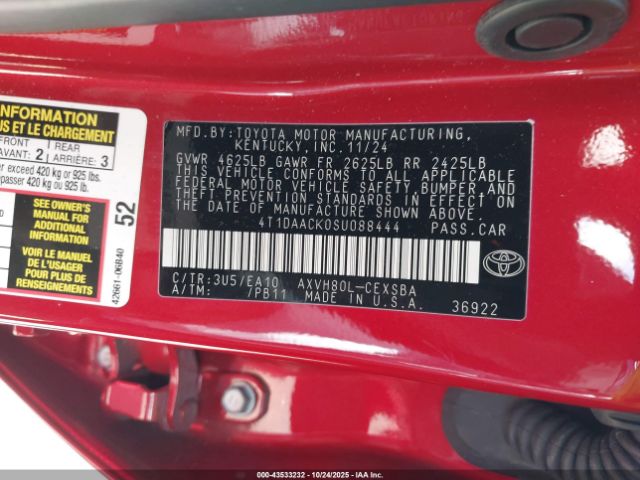 INFORMATION
US ET LE CHARGEMENT
FRONT
AVANT: 2
REAR
ARRIÈRE: 3
er exceed 420 kg or 925 lbs.
passer 420 kg ou 925 lb.
SEE OWNER'S
MANUAL FOR
ADDITIONAL
INFORMATION
VOIR LE MANUEL
DE L'USAGER
POUR PLUS DE
RENSEIGNEMENTS
52
42661-06B40
MFD.BY:TOYOTA MOTOR MANUFACTURING,
KENTUCKY, INC.11/24
GVWR 4625LB GAWR FR 2625LB RR 2425LB
THIS VEHICLE CONFORMS TO ALL APPLICABLE
FEDERAL MOTOR VEHICLE SAFETY,BUMPER,AND
THEFT PREVENTION STANDARDS IN EFFECT ON
THE DATE OF MANUFACTURE SHOWN ABOVE.
4T1DAACK0SU088444 PASS.CAR
C/TR:3U5/EA10 AXVH80L-CEXSBA
A/TM: /PB11 MADE IN U.S.A.
36922
TOYOTA
000-43533232 - 10/24/2025 - IAAI.com